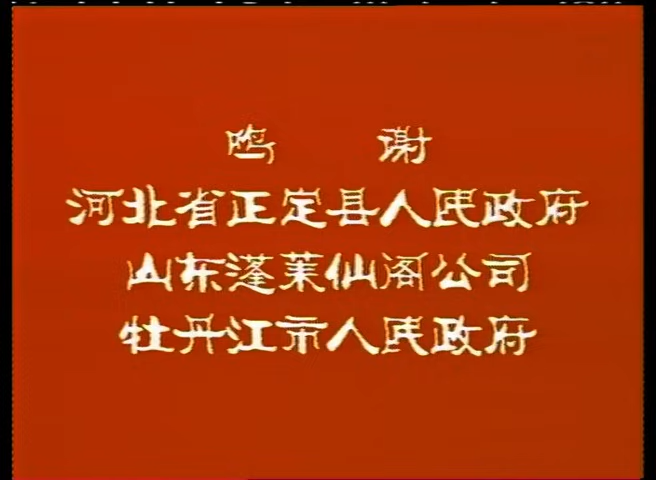 鸣 谢
河北省正定县人民政府
山东蓬莱仙阁公司
牡丹江市人民政府